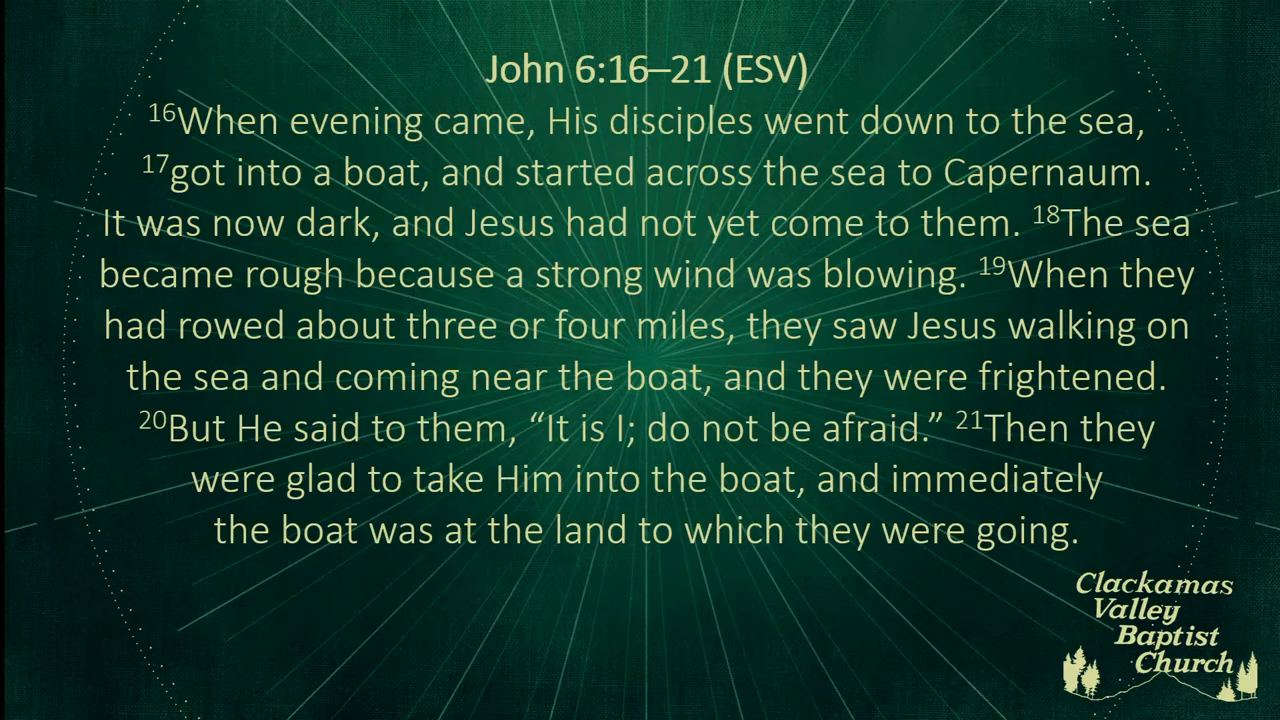 John 6:16–21 (ESV)
16When evening came, His disciples went down to the sea,
17got into a boat, and started across the sea to Capernaum.
It was now dark, and Jesus had not yet come to them. 18The sea
became rough because a strong wind was blowing. 19When they
had rowed about three or four miles, they saw Jesus walking on
the sea and coming near the boat, and they were frightened.
20But He said to them, “It is I; do not be afraid.” 21Then they
were glad to take Him into the boat, and immediately
the boat was at the land to which they were going.
Clackamas
Valley
Baptist
Church